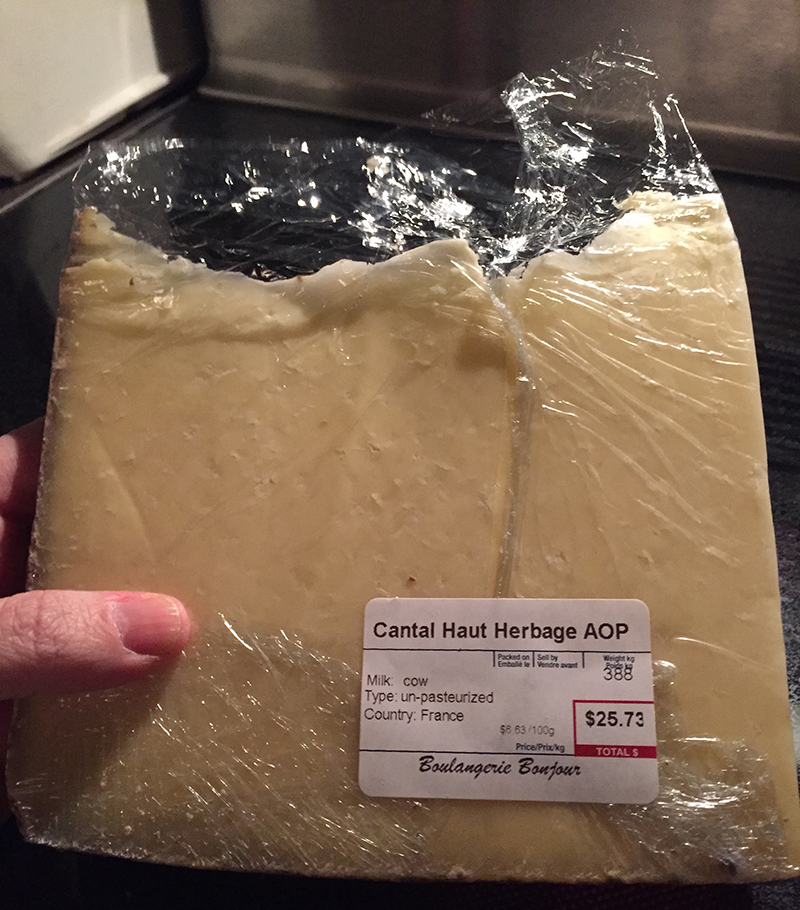 Cantal Haut Herbage AOP
Packed on Sell by Weight kg
Emballé le Vendre avant Poids kg
388
Milk: cow
Type: un-pasteurized
Country: France
$6.63/100g
$25.73
Price/Prix/kg
TOTAL $
Boulangerie Bonjour